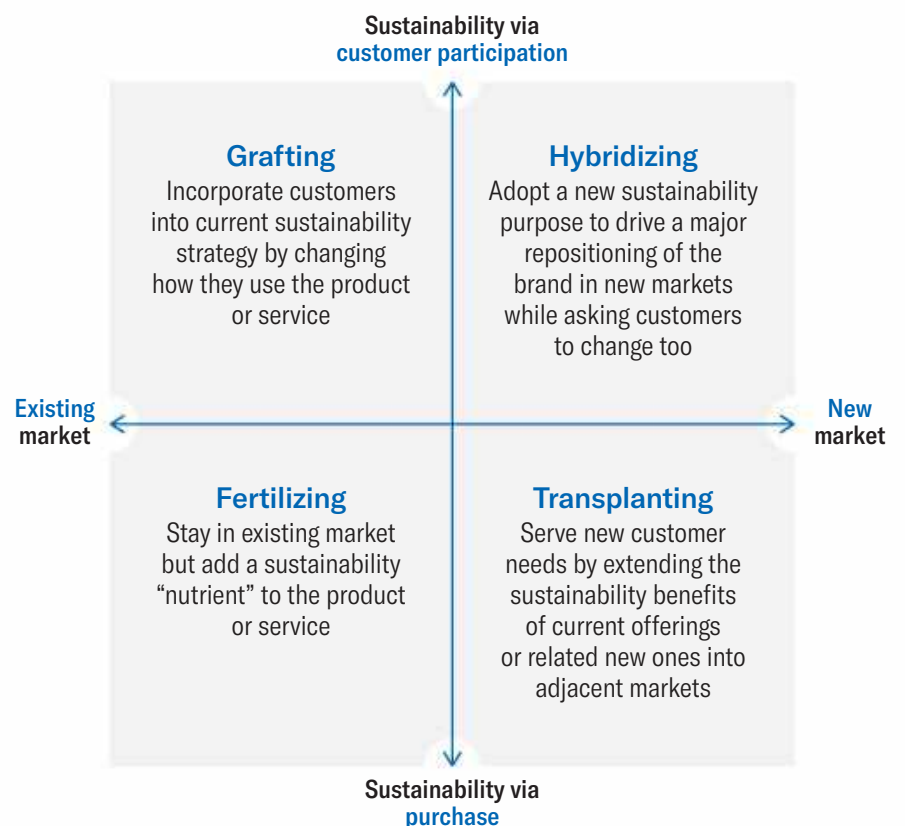 Sustainability via
customer participation
Grafting
Incorporate customers
into current sustainability
strategy by changing
how they use the product
or service
Hybridizing
Adopt a new sustainability
purpose to drive a major
repositioning of the
brand in new markets
while asking customers
to change too
Existing
market
New
market
Fertilizing
Stay in existing market
but add a sustainability
“nutrient” to the product
or service
Transplanting
Serve new customer
needs by extending the
sustainability benefits
of current offerings
or related new ones into
adjacent markets
Sustainability via
purchase